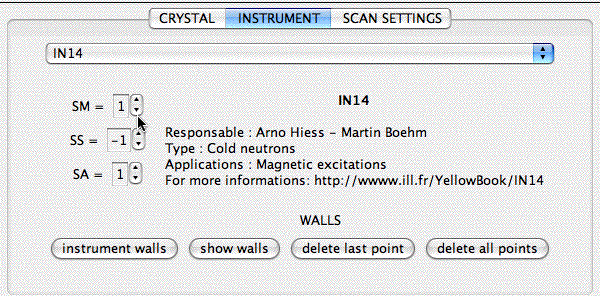 CRYSTAL INSTRUMENT SCAN SETTINGS
IN14
IN14
SM = 1
SS = -1
SA = 1
Responsable : Arno Hiess - Martin Boehm
Type : Cold neutrons
Applications : Magnetic excitations
For more informations: http://wwww.ill.fr/YellowBook/IN14
WALLS
instrument walls show walls delete last point delete all points